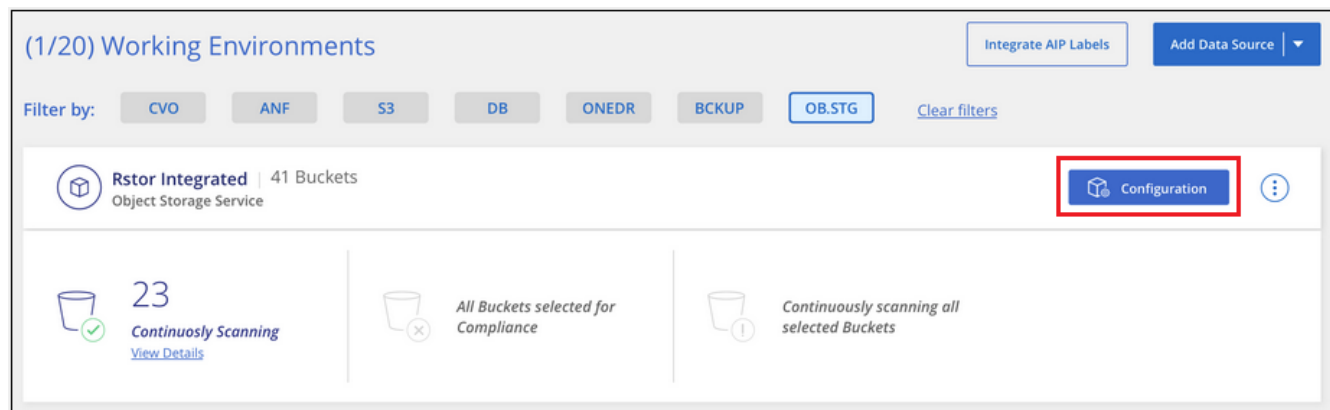 (1/20) Working Environments
Integrate AIP Labels
Add Data Source
Filter by:
CVO
ANF
S3
DB
ONEDR
BCKUP
OB.STG
Clear filters
Rstor Integrated | 41 Buckets
Object Storage Service
Configuration
23
Continuosly Scanning
View Details
All Buckets selected for
Compliance
Continuously scanning all
selected Buckets